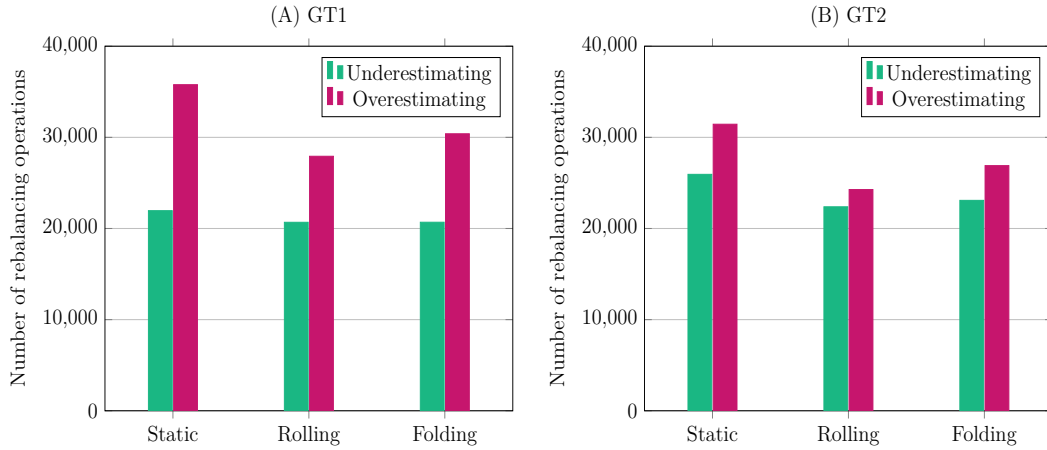 (A) GT1
Number of rebalancing operations
40,000
30,000
20,000
10,000
0
Underestimating
Overestimating
Static Rolling Folding
(B) GT2
Number of rebalancing operations
40,000
30,000
20,000
10,000
0
Underestimating
Overestimating
Static Rolling Folding